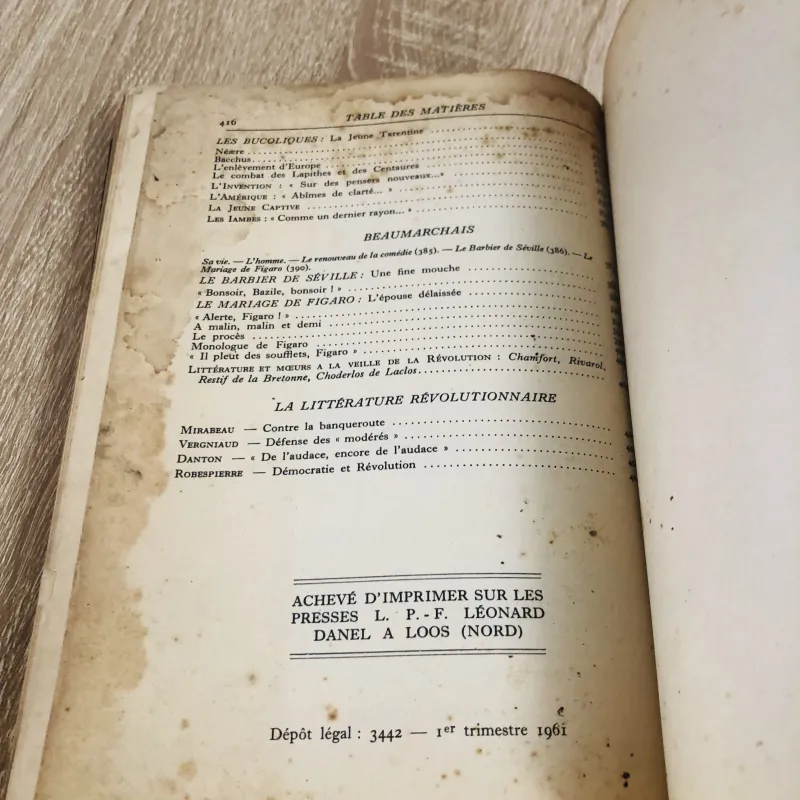 416 TABLE DES MATIÈRES
LES BUCOLIQUES : La Jeune Tarentine
Néære
Bacchus
L'enlèvement d'Europe
Le combat des Lapithes et des Centaures
L'Invention : « Sur des pensers nouveaux...»
L'Amérique : « Abîmes de clarté... »
La Jeune Captive
Les Iambes : « Comme un dernier rayon... »
BEAUMARCHAIS
Sa vie. — L'homme. — Le renouveau de la comédie (385). — Le Barbier de Séville (386). — Le
Mariage de Figaro (390).
LE BARBIER DE SÉVILLE : Une fine mouche
« Bonsoir, Bazile, bonsoir ! »
LE MARIAGE DE FIGARO : L'épouse délaissée
« Alerte, Figaro ! »
A malin, malin et demi
Le procès
Monologue de Figaro
« Il pleut des soufflets, Figaro »
Littérature et mœurs a la veille de la Révolution : Chamfort, Rivarol,
Restif de la Bretonne, Choderlos de Laclos
LA LITTÉRATURE RÉVOLUTIONNAIRE
Mirabeau — Contre la banqueroute
Vergniaud — Défense des « modérés »
Danton — « De l'audace, encore de l'audace »
Robespierre — Démocratie et Révolution
ACHEVÉ D'IMPRIMER SUR LES
PRESSES L. P.-F. LÉONARD
DANEL A LOOS (NORD)
Dépôt légal : 3442 — 1er trimestre 1961